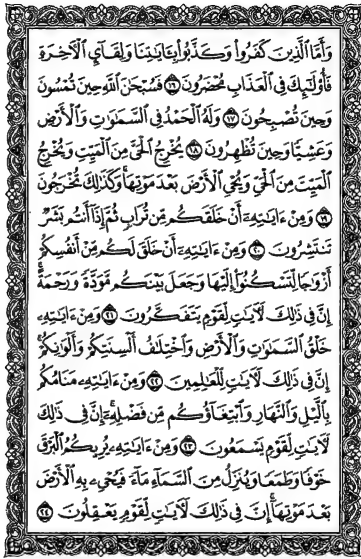 وَأَمَّا ٱلَّذِينَ كَفَرُوا۟ وَكَذَّبُوا۟ بِـَٔايَٰتِنَا وَلِقَآئِ ٱلْءَاخِرَةِ
فَأُو۟لَٰٓئِكَ فِى ٱلْعَذَابِ مُحْضَرُونَ ١٦ فَسُبْحَٰنَ ٱللَّهِ حِينَ تُمْسُونَ
وَحِينَ تُصْبِحُونَ ١٧ وَلَهُ ٱلْحَمْدُ فِى ٱلسَّمَٰوَٰتِ وَٱلْأَرْضِ
وَعَشِيًّا وَحِينَ تُظْهِرُونَ ١٨ يُخْرِجُ ٱلْحَىَّ مِنَ ٱلْمَيِّتِ وَيُخْرِجُ
ٱلْمَيِّتَ مِنَ ٱلْحَىِّ وَيُحْىِ ٱلْأَرْضَ بَعْدَ مَوْتِهَا ۚ وَكَذَٰلِكَ تُخْرَجُونَ
١٩ وَمِنْ ءَايَٰتِهِۦٓ أَنْ خَلَقَكُم مِّن تُرَابٍ ثُمَّ إِذَآ أَنتُم بَشَرٌ
تَنتَشِرُونَ ٢٠ وَمِنْ ءَايَٰتِهِۦٓ أَنْ خَلَقَ لَكُم مِّنْ أَنفُسِكُمْ
أَزْوَٰجًا لِّتَسْكُنُوٓا۟ إِلَيْهَا وَجَعَلَ بَيْنَكُم مَّوَدَّةً وَرَحْمَةً ۚ
إِنَّ فِى ذَٰلِكَ لَءَايَٰتٍ لِّقَوْمٍ يَتَفَكَّرُونَ ٢١ وَمِنْ ءَايَٰتِهِۦ
خَلْقُ ٱلسَّمَٰوَٰتِ وَٱلْأَرْضِ وَٱخْتِلَٰفُ أَلْسِنَتِكُمْ وَأَلْوَٰنِكُمْ ۚ
إِنَّ فِى ذَٰلِكَ لَءَايَٰتٍ لِّلْعَٰلِمِينَ ٢٢ وَمِنْ ءَايَٰتِهِۦ مَنَامُكُم
بِٱلَّيْلِ وَٱلنَّهَارِ وَٱبْتِغَآؤُكُم مِّن فَضْلِهِۦٓ ۚ إِنَّ فِى ذَٰلِكَ
لَءَايَٰتٍ لِّقَوْمٍ يَسْمَعُونَ ٢٣ وَمِنْ ءَايَٰتِهِۦ يُرِيكُمُ ٱلْبَرْقَ
خَوْفًا وَطَمَعًا وَيُنَزِّلُ مِنَ ٱلسَّمَآءِ مَآءً فَيُحْىِۦ بِهِ ٱلْأَرْضَ
بَعْدَ مَوْتِهَآ ۚ إِنَّ فِى ذَٰلِكَ لَءَايَٰتٍ لِّقَوْمٍ يَعْقِلُونَ ٢٤